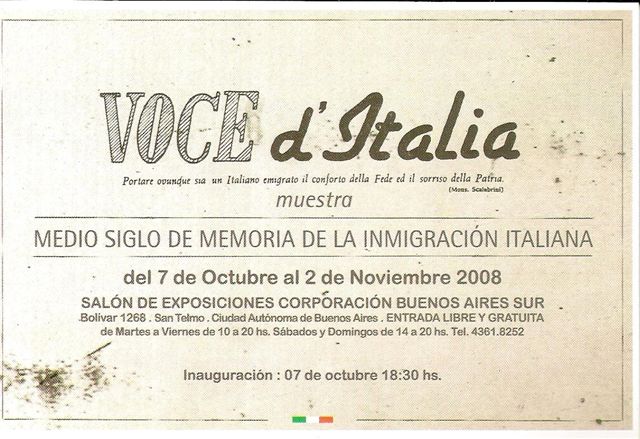 VOCE d'Italia
Portare ovunque sia un Italiano emigrato il conforto della Fede ed il sorriso della Patria.
(Mons. Scalabrini)
muestra
MEDIO SIGLO DE MEMORIA DE LA INMIGRACIÓN ITALIANA
del 7 de Octubre al 2 de Noviembre 2008
SALÓN DE EXPOSICIONES CORPORACIÓN BUENOS AIRES SUR
Bolívar 1268 . San Telmo . Ciudad Autónoma de Buenos Aires . ENTRADA LIBRE Y GRATUITA
de Martes a Viernes de 10 a 20 hs. Sábados y Domingos de 14 a 20 hs. Tel. 4361.8252
Inauguración : 07 de octubre 18:30 hs.